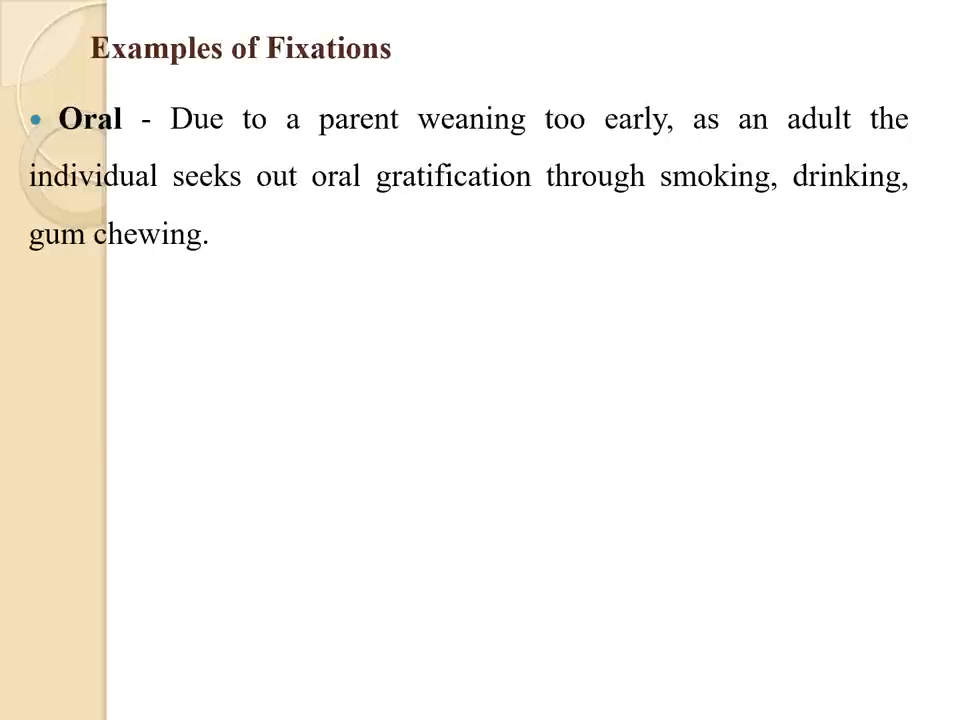 Examples of Fixations
• Oral - Due to a parent weaning too early, as an adult the
individual seeks out oral gratification through smoking, drinking,
gum chewing.